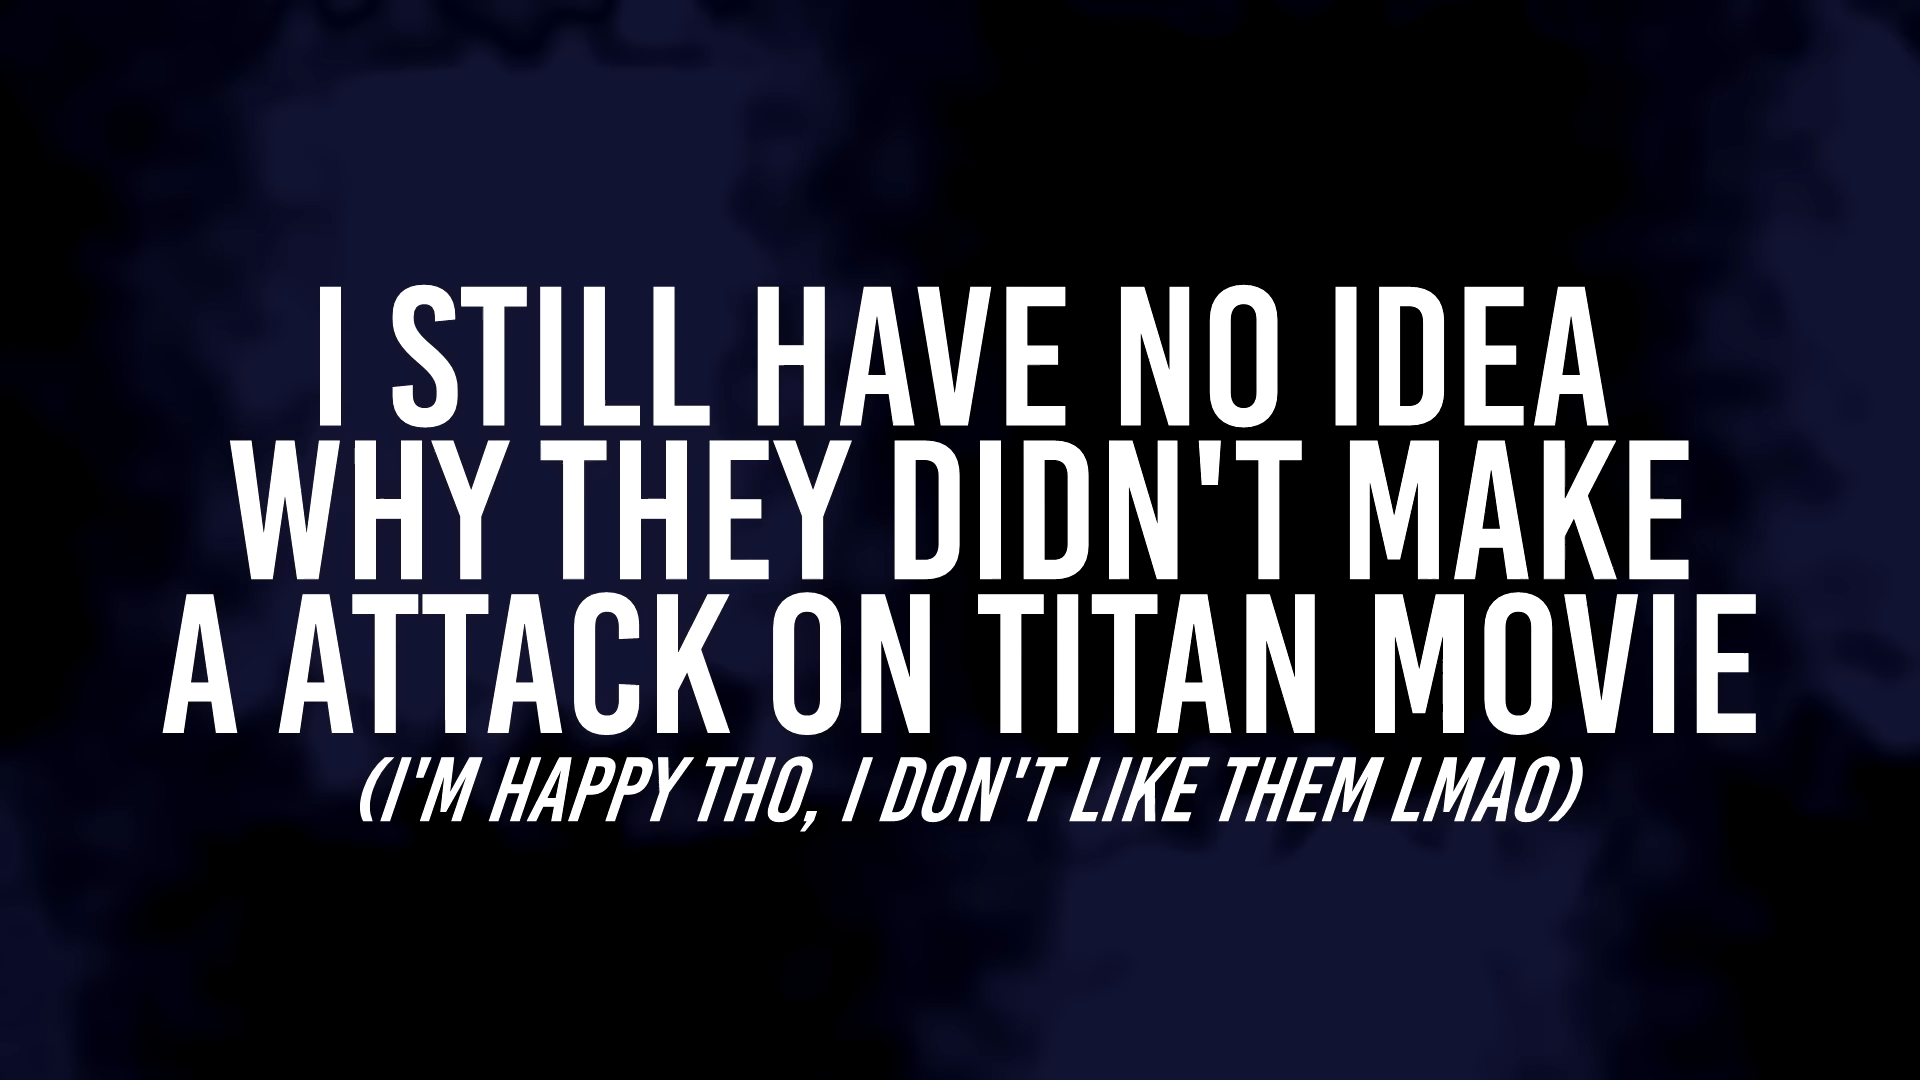 I STILL HAVE NO IDEA
WHY THEY DIDN'T MAKE
A ATTACK ON TITAN MOVIE
(I'M HAPPY THO, I DON'T LIKE THEM LMAO)